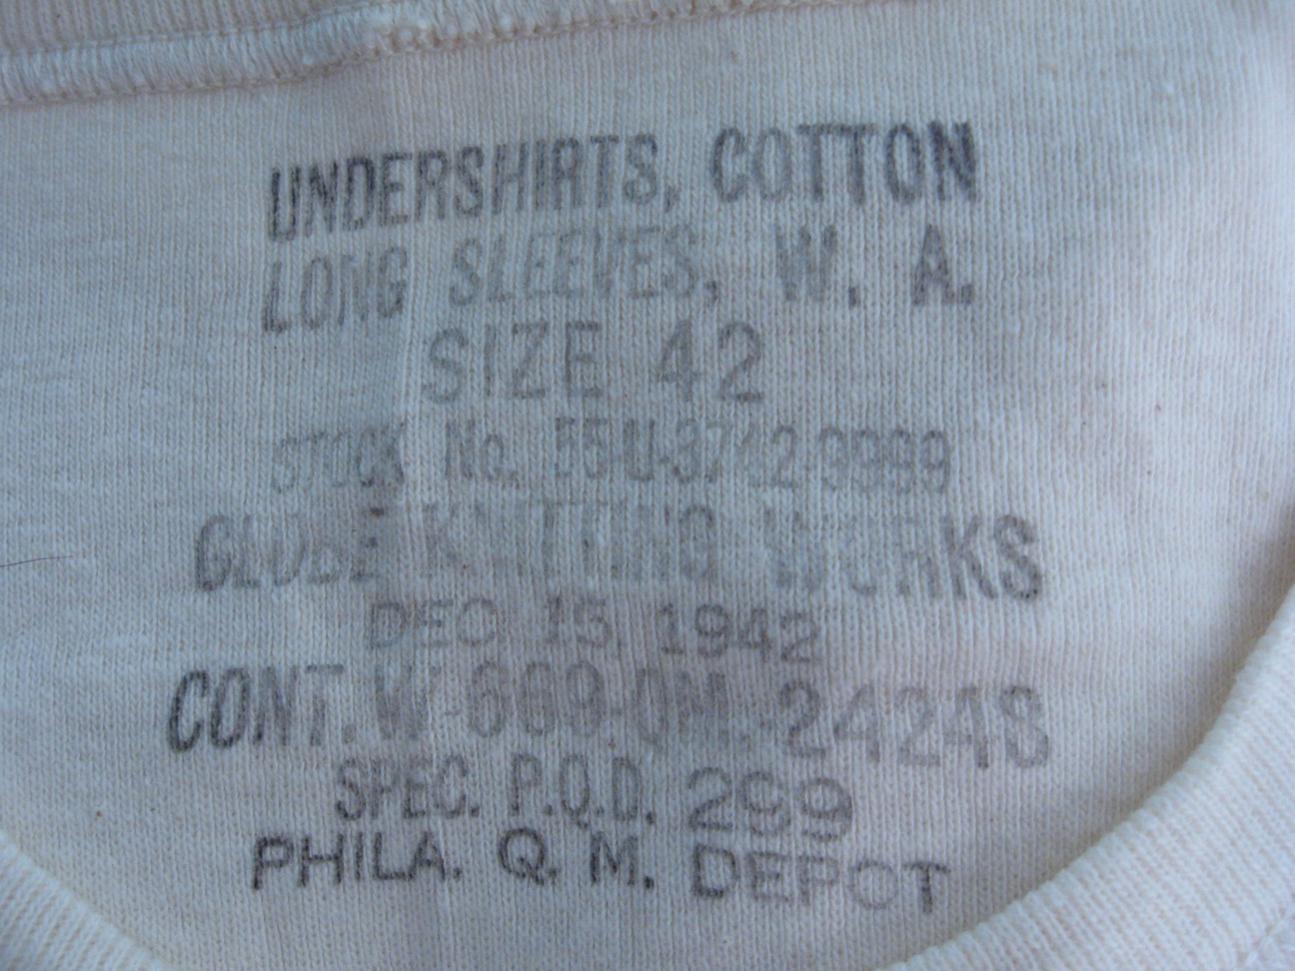 UNDERSHIRTS, COTTON
LONG SLEEVES, W. A.
SIZE 42
STOCK No.
GLOBE KNITTING WORKS
DEC 15, 1942
CONT. W-669-QM.-24248
SPEC. P.Q.D. 299
PHILA. Q. M. DEPOT